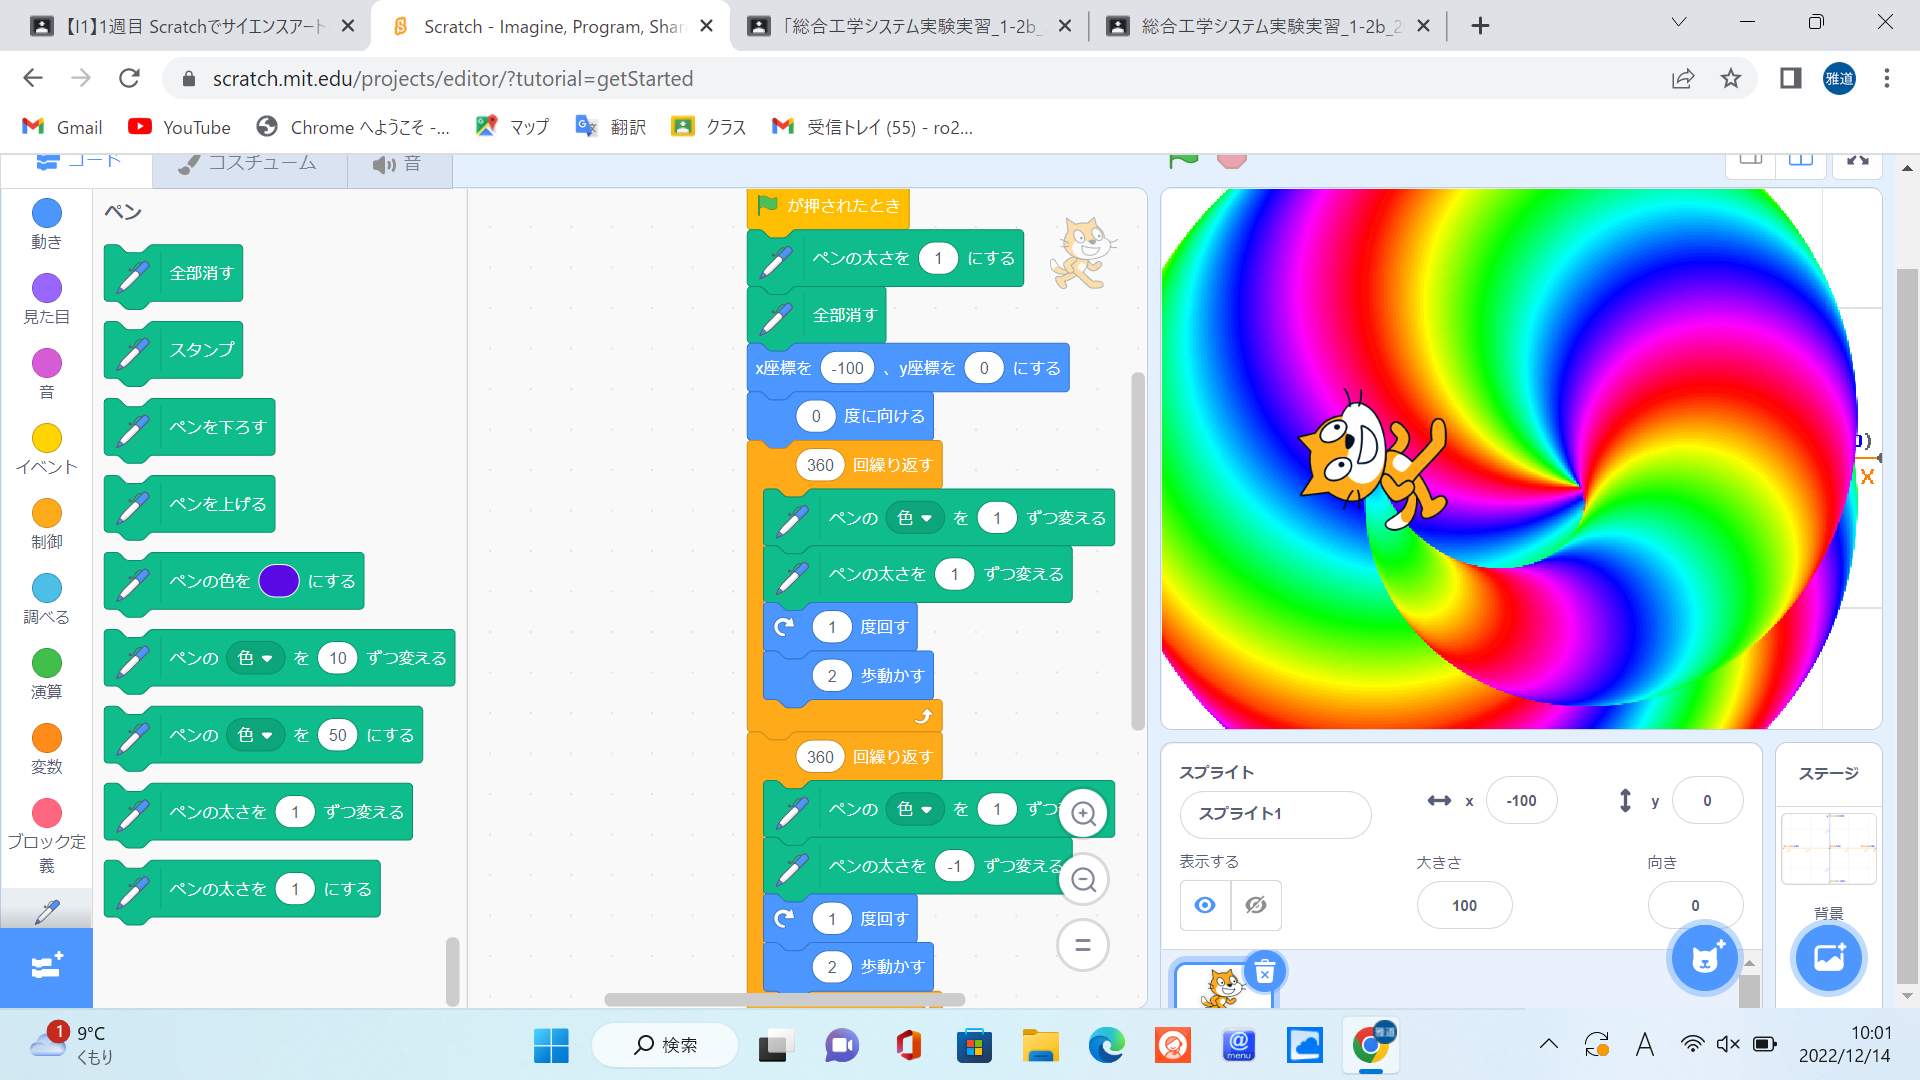 【I1】1週目 Scratchでサイエンスアート
Scratch - Imagine, Program, Shar
「総合工学システム実験実習_1-2b_
総合工学システム実験実習_1-2b_2
scratch.mit.edu/projects/editor/?tutorial=getStarted
雅道
Gmail
YouTube
Chrome へようこそ -...
マップ
翻訳
クラス
受信トレイ (55) - ro2...
コード
コスチューム
音
動き
見た目
音
イベント
制御
調べる
演算
変数
ブロック定
義
ペン
全部消す
スタンプ
ペンを下ろす
ペンを上げる
ペンの色を にする
ペンの 色 を 10 ずつ変える
ペンの 色 を 50 にする
ペンの太さを 1 ずつ変える
ペンの太さを 1 にする
が押されたとき
ペンの太さを 1 にする
全部消す
x座標を -100 、y座標を 0 にする
0 度に向ける
360 回繰り返す
ペンの 色 を 1 ずつ変える
ペンの太さを 1 ずつ変える
1 度回す
2 歩動かす
360 回繰り返す
ペンの 色 を 1 ずつ
ペンの太さを -1 ずつ変える
1 度回す
2 歩動かす
0)
X
スプライト
スプライト1
x -100
y 0
表示する
大きさ
100
向き
0
ステージ
背景
1
9°C
くもり
検索
@
menu
雅道
A
10:01
2022/12/14